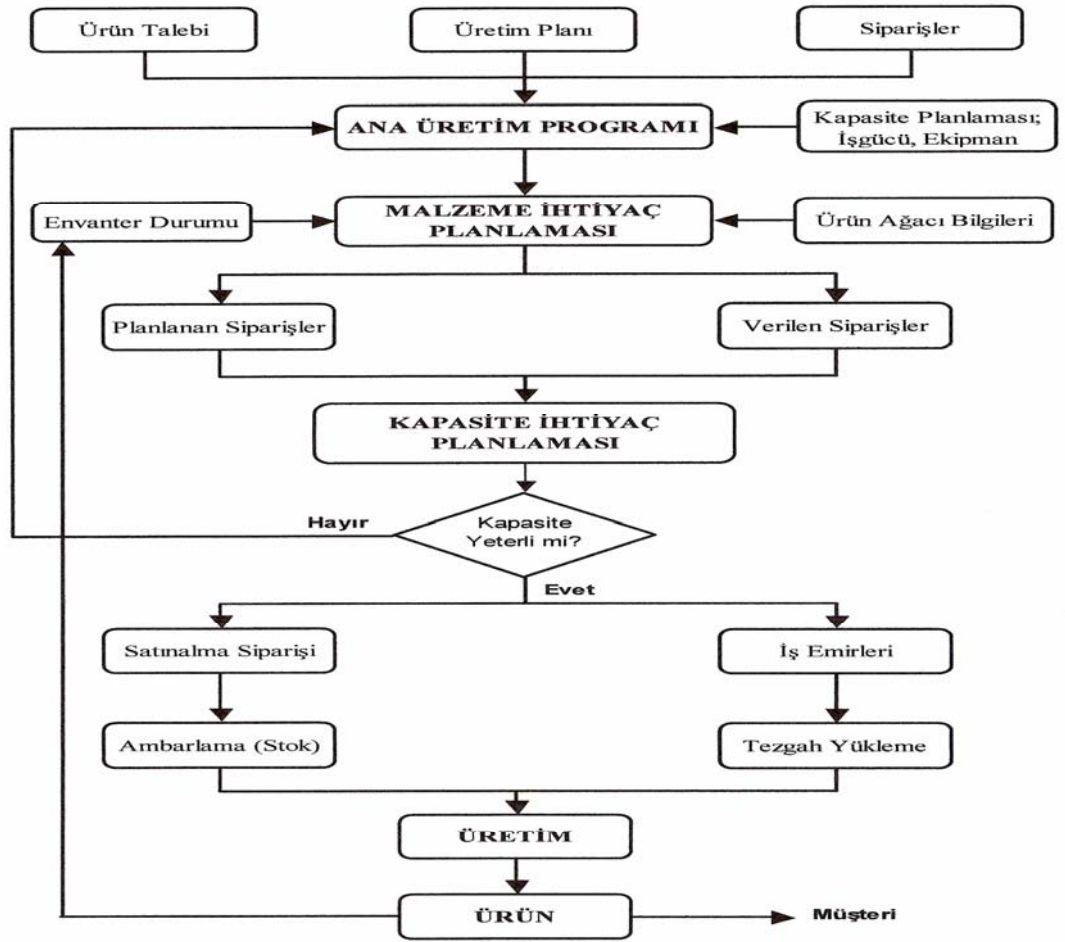 Ürün Talebi
Üretim Planı
Siparişler
ANA ÜRETİM PROGRAMI
Kapasite Planlaması;
İşgücü, Ekipman
Envanter Durumu
MALZEME İHTİYAÇ
PLANLAMASI
Ürün Ağacı Bilgileri
Planlanan Siparişler
Verilen Siparişler
KAPASİTE İHTİYAÇ
PLANLAMASI
Hayır
Kapasite
Yeterli mi?
Evet
Satınalma Siparişi
İş Emirleri
Ambarlama (Stok)
Tezgah Yükleme
ÜRETİM
ÜRÜN
Müşteri